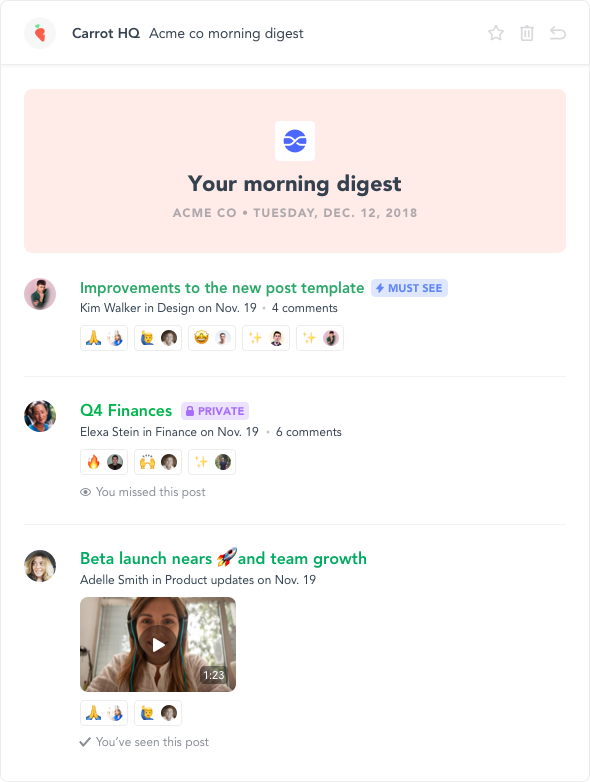 Carrot HQ Acme co morning digest
Your morning digest
ACME CO • TUESDAY, DEC. 12, 2018
Improvements to the new post template MUST SEE
Kim Walker in Design on Nov. 19 • 4 comments
Q4 Finances PRIVATE
Elexa Stein in Finance on Nov. 19 • 6 comments
You missed this post
Beta launch nears 🚀 and team growth
Adelle Smith in Product updates on Nov. 19
1:23
You've seen this post